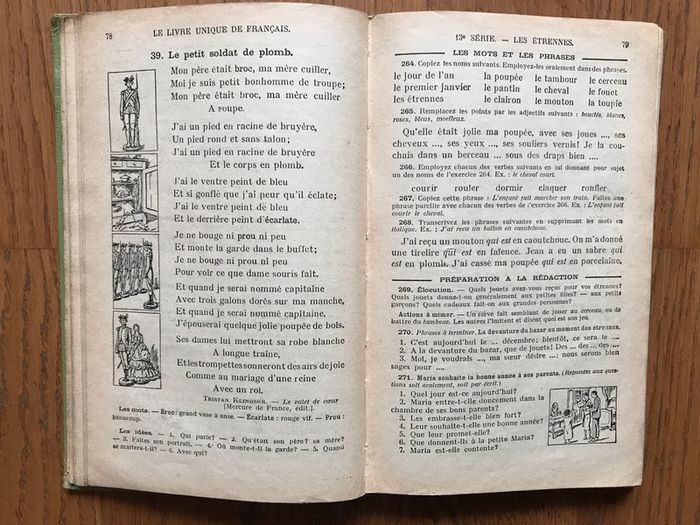 78
LE LIVRE UNIQUE DE FRANÇAIS.
39. Le petit soldat de plomb.
Mon père était broc, ma mère cuiller,
Moi je suis petit bonhomme de troupe;
Mon père était broc, ma mère cuiller
A soupe.
J'ai un pied en racine de bruyère,
Un pied rond et sans talon;
J'ai un pied en racine de bruyère
Et le corps en plomb.
J'ai le ventre peint de bleu
Et si gonflé que j'ai peur qu'il éclate;
J'ai le ventre peint de bleu
Et le derrière peint d'écarlate.
Je ne bouge ni prou ni peu
Et monte la garde dans le buffet;
Je ne bouge ni prou ni peu
Pour voir ce que dame souris fait.
Et quand je serai nommé capitaine
Avec trois galons dorés sur ma manche,
Et quand je serai nommé capitaine,
J'épouserai quelque jolie poupée de bois.
Ses dames lui mettront sa robe blanche
A longue traîne,
Et les trompettes sonneront des airs de joie
Comme au mariage d'une reine
Avec un roi.
TRISTAN KLINGSOR. — Le valet de cœur
[Mercure de France, édit.]
Les mots. — Broc: grand vase à anse. — Écarlate : rouge vif. — Prou :
beaucoup.
Les idées. — 1. Qui parle? — 2. Qu'était son père? sa mère?
— 3. Faites son portrait. — 4. Où monte-t-il la garde? — 5. Quand
se mariera-t-il? — 6. Avec qui?
13e SÉRIE. — LES ÉTRENNES.
79
LES MOTS ET LES PHRASES
264. Copiez les noms suivants. Employez-les oralement dans des phrases.
le jour de l'an la poupée le tambour le cerceau
le premier janvier le pantin le cheval le fouet
les étrennes le clairon le mouton la toupie
265. Remplacez les points par les adjectifs suivants : bouclés, blancs,
roses, bleus, moelleux.
Qu'elle était jolie ma poupée, avec ses joues ..., ses
cheveux ..., ses yeux ..., ses souliers vernis! Je la cou-
chais dans un berceau ... sous des draps bien ....
266. Employez chacun des verbes suivants en lui donnant pour sujet
un des noms de l'exercice 264. Ex. : le cheval court.
courir rouler dormir claquer ronfler
267. Copiez cette phrase : L'enfant fait marcher son train. Faites une
phrase pareille avec chacun des verbes de l'exercice 266. Ex. : L'enfant fait
courir le cheval.
268. Transcrivez les phrases suivantes en supprimant les mots en
italique. Ex. : J'ai reçu un ballon en caoutchouc.
J'ai reçu un mouton qui est en caoutchouc. On m'a donné
une tirelire qui est en faïence. Jean a eu un sabre qui
est en plomb. J'ai cassé ma poupée qui est en porcelaine.
PRÉPARATION A LA RÉDACTION
269. Élocution. — Quels jouets avez-vous reçus pour vos étrennes?
Quels jouets donne-t-on généralement aux petites filles? — aux petits
garçons? Quels cadeaux fait-on aux grandes personnes?
Actions à mimer. — Un élève fait semblant de jouer au cerceau, ou de
battre du tambour. Les autres l'imitent et disent quel est son jeu
270. Phrases à terminer. La devanture du bazar au moment des étrennes.
1. C'est aujourd'hui le ... décembre; bientôt, ce sera le ....
2. A la devanture du bazar, que de jouets! Des ... des ... des ...
3. Moi, je voudrais ..., ma sœur désire ...; nous serons bien
sages pour ....
271. Maria souhaite la bonne année à ses parents. (Répondez aux ques-
tions soit oralement, soit par écrit.)
1. Quel jour est-ce aujourd'hui?
2. Maria entre-t-elle doucement dans la
chambre de ses bons parents?
3. Les embrasse-t-elle bien fort?
4. Leur souhaite-t-elle une bonne année?
5. Que leur promet-elle?
6. Que donnent-ils à la petite Maria?
7. Maria est-elle contente?